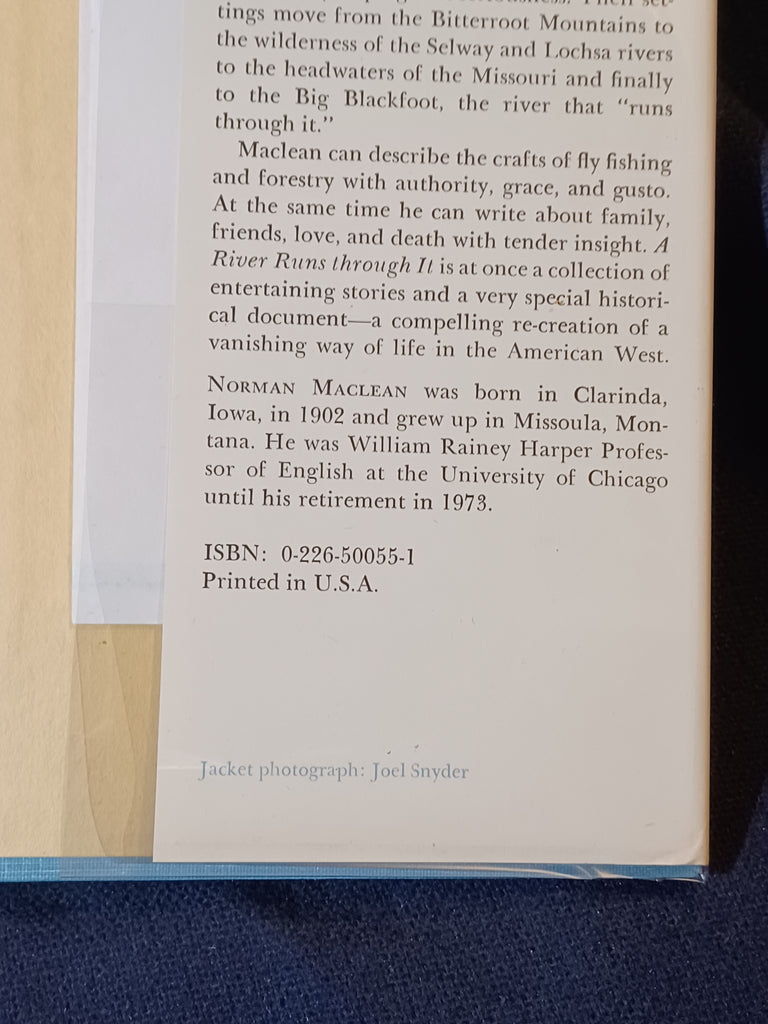 tings move from the Bitterroot Mountains to
the wilderness of the Selway and Lochsa rivers
to the headwaters of the Missouri and finally
to the Big Blackfoot, the river that “runs
through it.”
Maclean can describe the crafts of fly fishing
and forestry with authority, grace, and gusto.
At the same time he can write about family,
friends, love, and death with tender insight. A
River Runs through It is at once a collection of
entertaining stories and a very special histori-
cal document—a compelling re-creation of a
vanishing way of life in the American West.
NORMAN MACLEAN was born in Clarinda,
Iowa, in 1902 and grew up in Missoula, Mon-
tana. He was William Rainey Harper Profes-
sor of English at the University of Chicago
until his retirement in 1973.
ISBN: 0-226-50055-1
Printed in U.S.A.
Jacket photograph: Joel Snyder